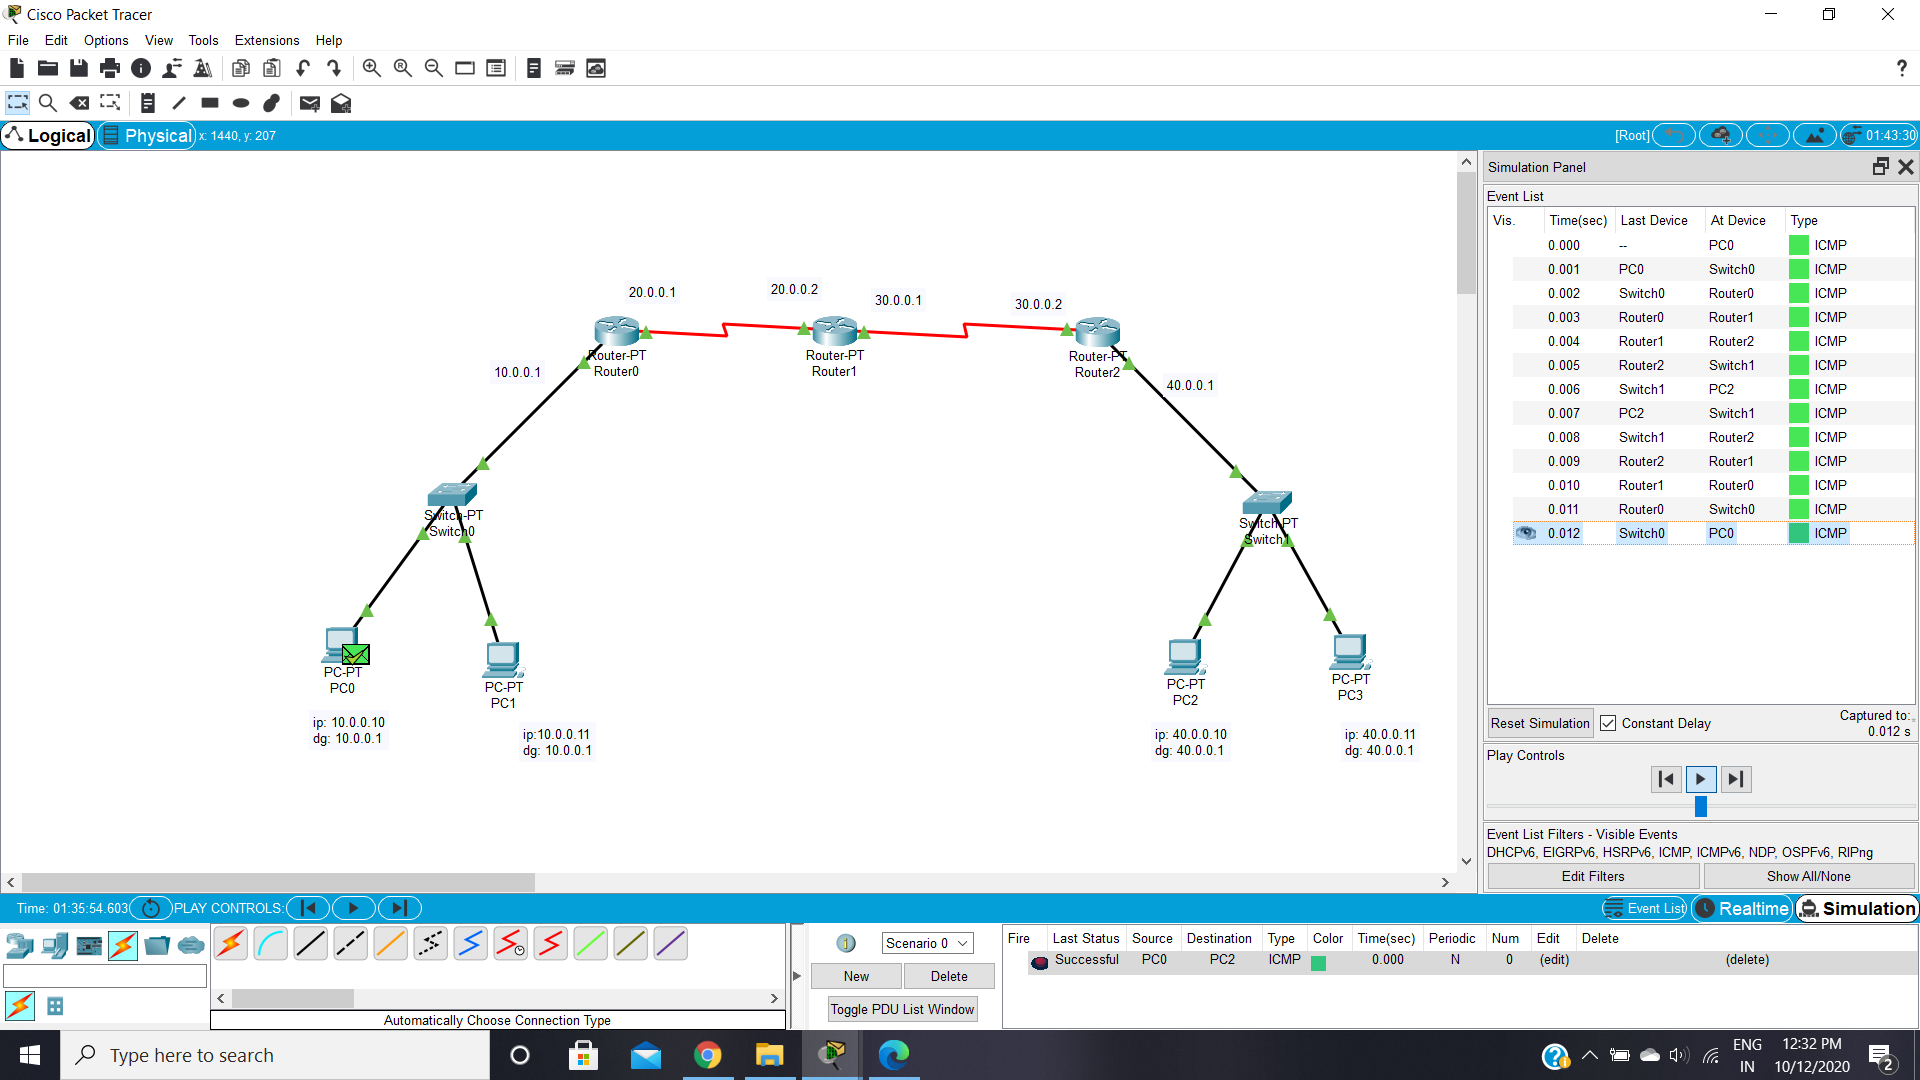 Cisco Packet Tracer
File Edit Options View Tools Extensions Help
Logical Physical x: 1440, y: 207 [Root] 01:43:30
20.0.0.1
20.0.0.2
30.0.0.1
30.0.0.2
Router-PT
Router0
Router-PT
Router1
Router-PT
Router2
10.0.0.1
40.0.0.1
Switch-PT
Switch0
Switch-PT
Switch1
PC-PT
PC0
PC-PT
PC1
PC-PT
PC2
PC-PT
PC3
ip: 10.0.0.10
dg: 10.0.0.1
ip:10.0.0.11
dg: 10.0.0.1
ip: 40.0.0.10
dg: 40.0.0.1
ip: 40.0.0.11
dg: 40.0.0.1
Simulation Panel
Event List
Vis. Time(sec) Last Device At Device Type
0.000 -- PC0 ICMP
0.001 PC0 Switch0 ICMP
0.002 Switch0 Router0 ICMP
0.003 Router0 Router1 ICMP
0.004 Router1 Router2 ICMP
0.005 Router2 Switch1 ICMP
0.006 Switch1 PC2 ICMP
0.007 PC2 Switch1 ICMP
0.008 Switch1 Router2 ICMP
0.009 Router2 Router1 ICMP
0.010 Router1 Router0 ICMP
0.011 Router0 Switch0 ICMP
0.012 Switch0 PC0 ICMP
Reset Simulation Constant Delay Captured to:
0.012 s
Play Controls
Event List Filters - Visible Events
DHCPv6, EIGRPv6, HSRPv6, ICMP, ICMPv6, NDP, OSPFv6, RIPng
Edit Filters Show All/None
Time: 01:35:54.603 PLAY CONTROLS: Event List Realtime Simulation
Scenario 0
New Delete
Toggle PDU List Window
Automatically Choose Connection Type
Fire Last Status Source Destination Type Color Time(sec) Periodic Num Edit Delete
Successful PC0 PC2 ICMP 0.000 N 0 (edit) (delete)
Type here to search
ENG
IN
12:32 PM
10/12/2020
2